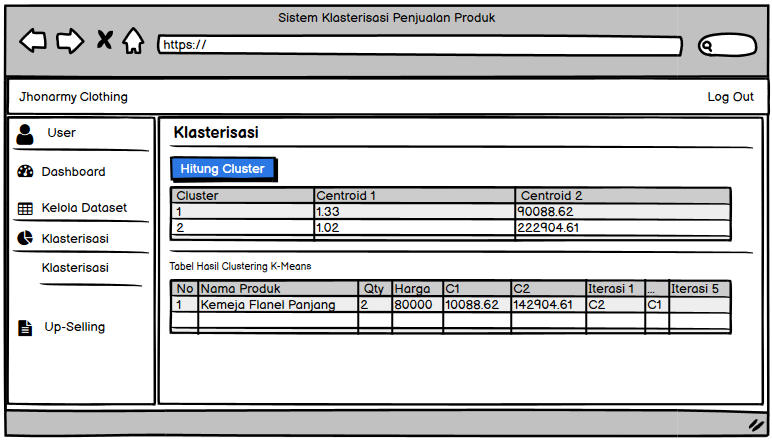 Sistem Klasterisasi Penjualan Produk
https://
Jhonarmy Clothing Log Out
User
Dashboard
Kelola Dataset
Klasterisasi
Klasterisasi
Up-Selling
Klasterisasi
Hitung Cluster
Cluster Centroid 1 Centroid 2
1 1.33 90088.62
2 1.02 222904.61
Tabel Hasil Clustering K-Means
No Nama Produk Qty Harga C1 C2 Iterasi 1 ... Iterasi 5
1 Kemeja Flanel Panjang 2 80000 10088.62 142904.61 C2 C1